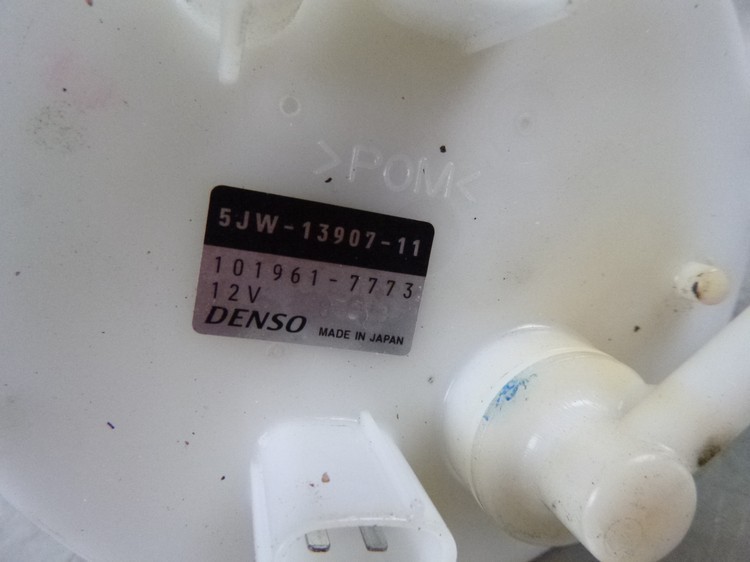 >POM<
5JW-13907-11
101961-7773
12V
DENSO MADE IN JAPAN